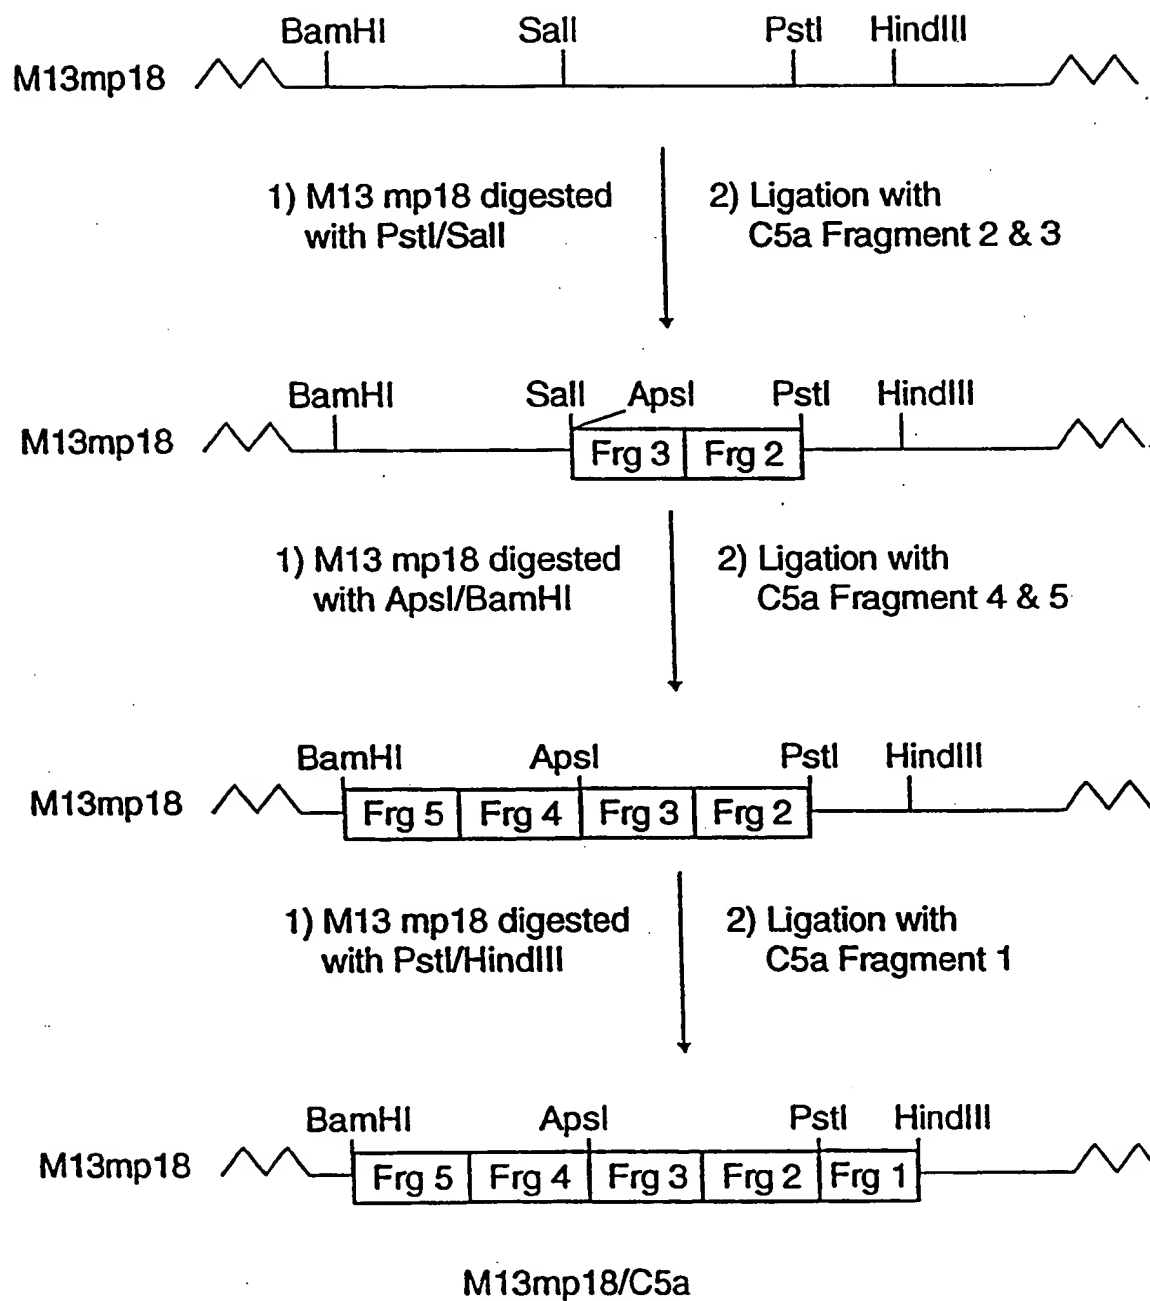 BamHI SalI PstI HindIII
M13mp18
1) M13 mp18 digested
with PstI/SalI
2) Ligation with
C5a Fragment 2 & 3
BamHI SalI ApsI PstI HindIII
M13mp18
Frg 3 Frg 2
1) M13 mp18 digested
with ApsI/BamHI
2) Ligation with
C5a Fragment 4 & 5
BamHI ApsI PstI HindIII
M13mp18
Frg 5 Frg 4 Frg 3 Frg 2
1) M13 mp18 digested
with PstI/HindIII
2) Ligation with
C5a Fragment 1
BamHI ApsI PstI HindIII
M13mp18
Frg 5 Frg 4 Frg 3 Frg 2 Frg 1
M13mp18/C5a